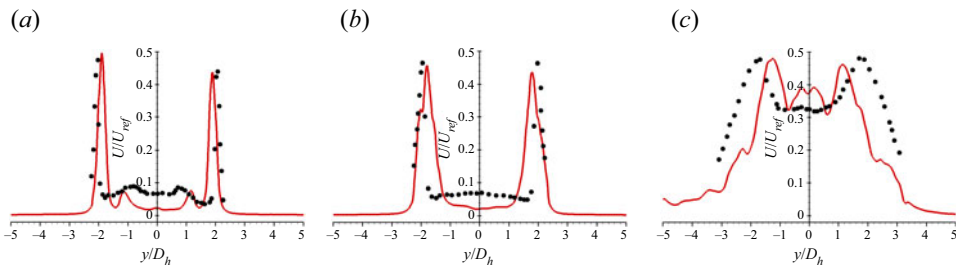 (a) (b) (c)
0.5 0.5 0.5
0.4 0.4 0.4
0.3 0.3 0.3
U/U_ref U/U_ref U/U_ref
0.2 0.2 0.2
0.1 0.1 0.1
0 0 0
−5 −4 −3 −2 −1 0 1 2 3 4 5 −5 −4 −3 −2 −1 0 1 2 3 4 5 −5 −4 −3 −2 −1 0 1 2 3 4 5
y/D_h y/D_h y/D_h